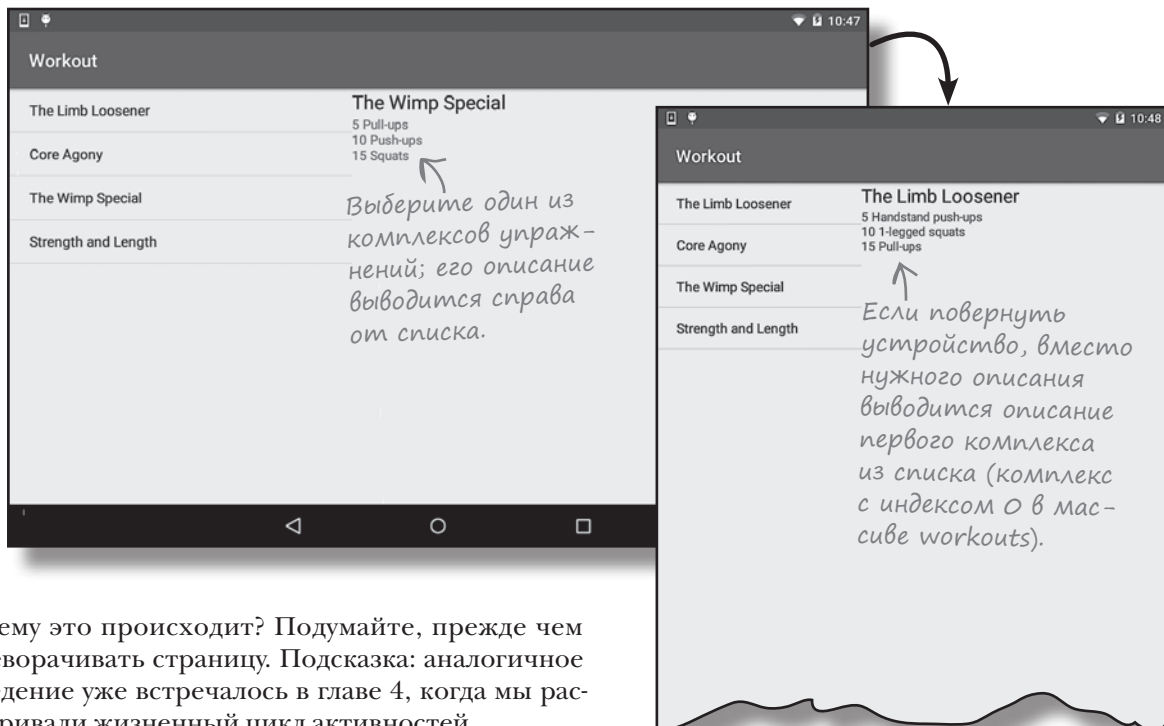 10:47
Workout
The Limb Loosener
Core Agony
The Wimp Special
Strength and Length
The Wimp Special
5 Pull-ups
10 Push-ups
15 Squats
Выберите один из
комплексов упраж-
нений; его описание
выводится справа
от списка.
10:48
Workout
The Limb Loosener
Core Agony
The Wimp Special
Strength and Length
The Limb Loosener
5 Handstand push-ups
10 1-legged squats
15 Pull-ups
Если повернуть
устройство, вместо
нужного описания
выводится описание
первого комплекса
из списка (комплекс
с индексом 0 в мас-
сиве workouts).
ему это происходит? Подумайте, прежде чем
еворачивать страницу. Подсказка: аналогичное
едение уже встречалось в главе 4, когда мы рас-
ривали жизненный цикл активностей.